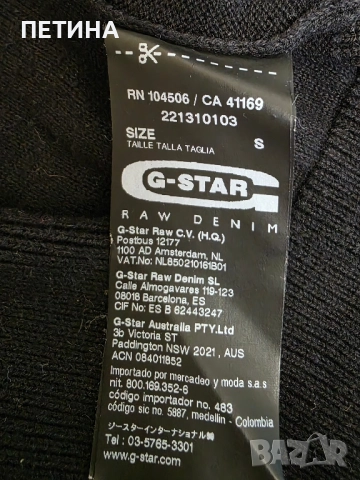 ПЕТИНА
RN 104506 / CA 41169
221310103
SIZE S
TAILLE TALLA TAGLIA
G-STAR
RAW DENIM
G-Star Raw C.V. (H.Q.)
Postbus 12177
1100 AD Amsterdam, NL
VAT.No: NL850210161B01
G-Star Raw Denim SL
Calle Almogavares 119-123
08018 Barcelona, ES
CIF No: ES B 62443247
G-Star Australia PTY.Ltd
3b Victoria ST
Paddington NSW 2021 , AUS
ACN 084011852
Importado por mercadeo y moda s.a.s
nit. 800.169.352-6
código importador no. 483
código sic no. 5887, medellin - Colombia
ソースターインターナショナル㈱
Tel : 03-5765-3301
www.g-star.com
BAZAR